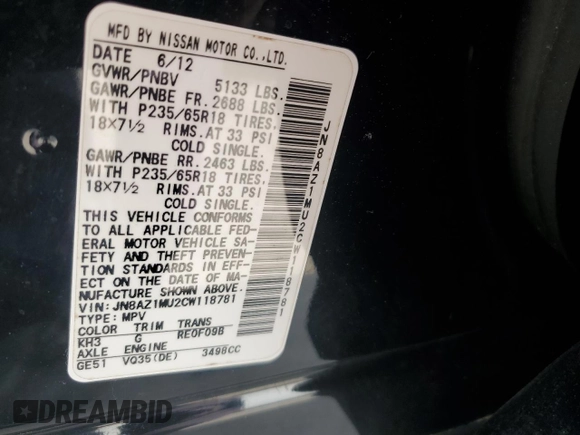 MFD BY NISSAN MOTOR CO.,LTD.
DATE 6/12
GVWR/PNBV 5133 LBS.
GAWR/PNBE FR. 2688 LBS.
WITH P235/65R18 TIRES.
18X7½ RIMS.AT 33 PSI
COLD SINGLE.
GAWR/PNBE RR. 2463 LBS.
WITH P235/65R18 TIRES.
18X7½ RIMS.AT 33 PSI
COLD SINGLE.
THIS VEHICLE CONFORMS
TO ALL APPLICABLE FED-
ERAL MOTOR VEHICLE SA-
FETY AND THEFT PREVEN-
TION STANDARDS IN EFF-
ECT ON THE DATE OF MA-
NUFACTURE SHOWN ABOVE.
VIN:JN8AZ1MU2CW118781
TYPE: MPV
COLOR TRIM TRANS
KH3 G RE0F09B
AXLE ENGINE
GE51 VQ35(DE) 3498CC
JN8AZ1MU2CW118781
DREAMBID